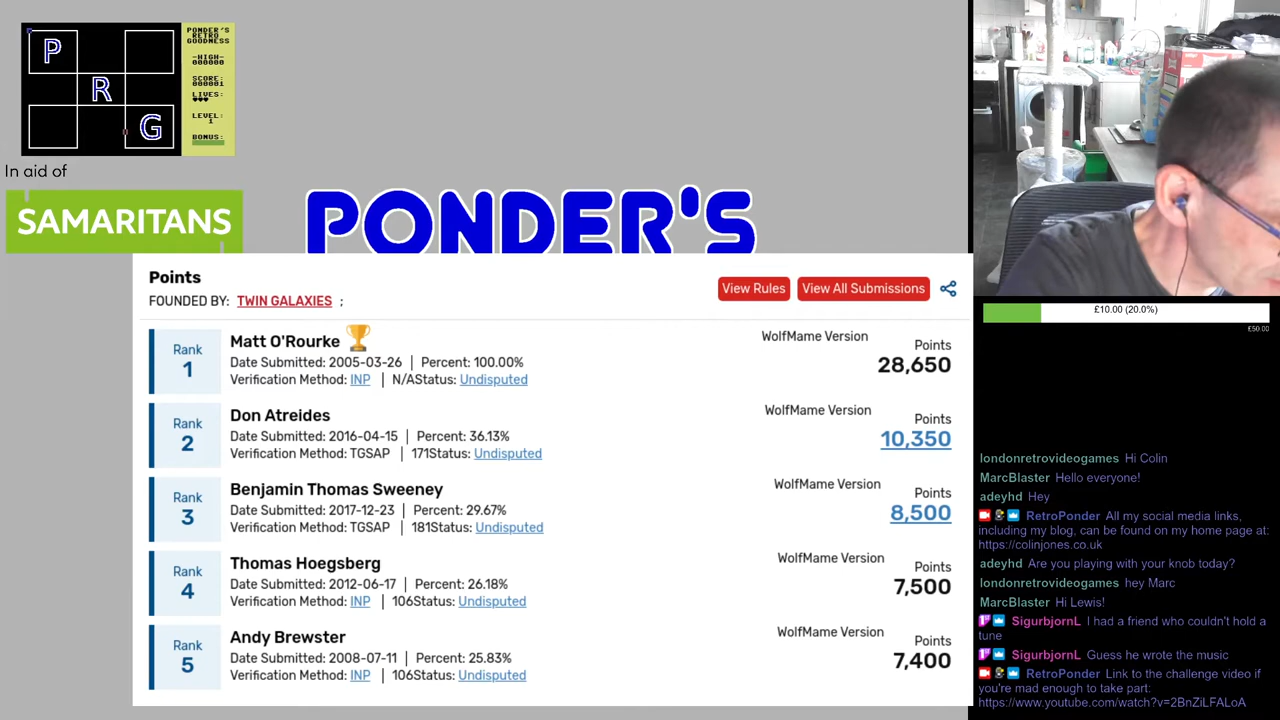 P
R
G
PONDER'S
RETRO
GOODNESS
-HIGH-
000000
SCORE:
000001
LIVES:
♥♥♥
LEVEL:
1
BONUS:
In aid of
SAMARITANS
PONDER'S
Points
FOUNDED BY: TWIN GALAXIES ;
View Rules
View All Submissions
Rank
1
Matt O'Rourke
Date Submitted: 2005-03-26 | Percent: 100.00%
Verification Method: INP | N/AStatus: Undisputed
WolfMame Version
Points
28,650
Rank
2
Don Atreides
Date Submitted: 2016-04-15 | Percent: 36.13%
Verification Method: TGSAP | 171Status: Undisputed
WolfMame Version
Points
10,350
Rank
3
Benjamin Thomas Sweeney
Date Submitted: 2017-12-23 | Percent: 29.67%
Verification Method: TGSAP | 181Status: Undisputed
WolfMame Version
Points
8,500
Rank
4
Thomas Hoegsberg
Date Submitted: 2012-06-17 | Percent: 26.18%
Verification Method: INP | 106Status: Undisputed
WolfMame Version
Points
7,500
Rank
5
Andy Brewster
Date Submitted: 2008-07-11 | Percent: 25.83%
Verification Method: INP | 106Status: Undisputed
WolfMame Version
Points
7,400
£10.00 (20.0%)
£50.00
londonretrovideogames Hi Colin
MarcBlaster Hello everyone!
adeyhd Hey
RetroPonder All my social media links,
including my blog, can be found on my home page at:
https://colinjones.co.uk
adeyhd Are you playing with your knob today?
londonretrovideogames hey Marc
MarcBlaster Hi Lewis!
SigurbjornL I had a friend who couldn't hold a
tune
SigurbjornL Guess he wrote the music
RetroPonder Link to the challenge video if
you're mad enough to take part:
https://www.youtube.com/watch?v=2BnZiLFALoA